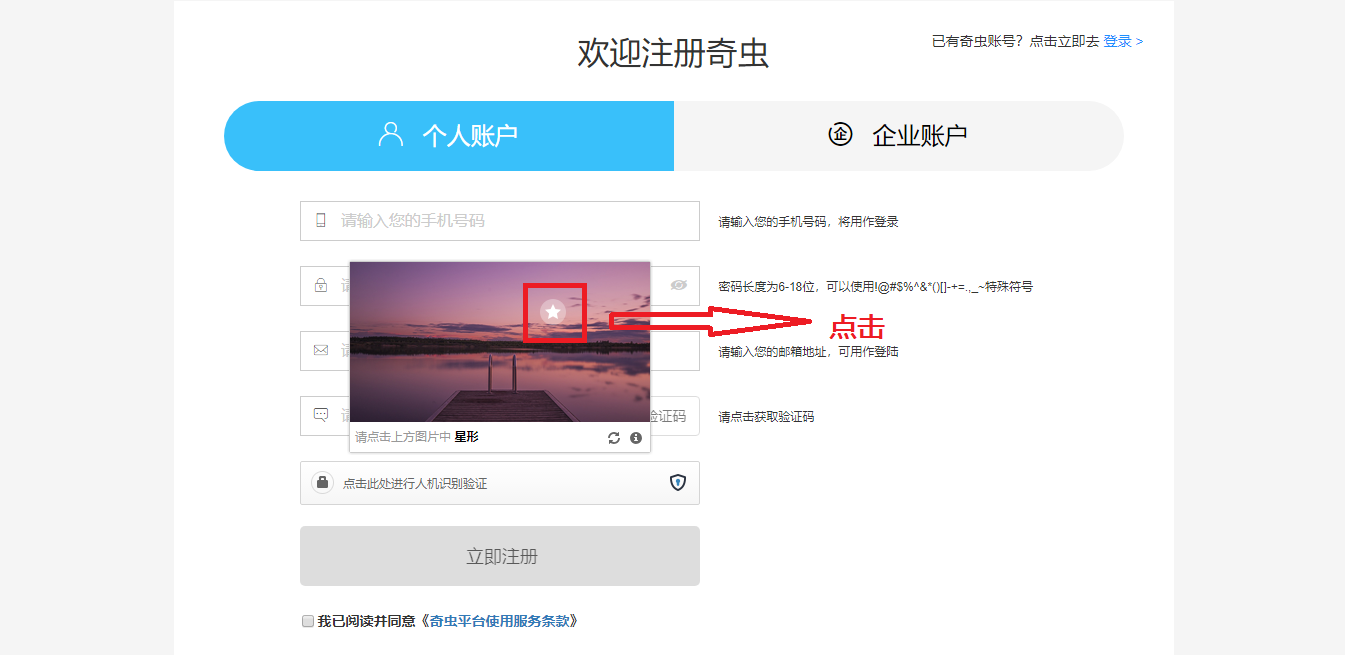 欢迎注册奇虫
已有奇虫账号？点击立即去 登录 >
个人账户
企 企业账户
请输入您的手机号码
请输入您的手机号码，将用作登录
请
密码长度为6-18位，可以使用!@#$%^&*()[]-+=.,_~特殊符号
点击
请
请输入您的邮箱地址，可用作登陆
请
验证码
请点击获取验证码
请点击上方图片中 星形
点击此处进行人机识别验证
立即注册
我已阅读并同意《奇虫平台使用服务条款》